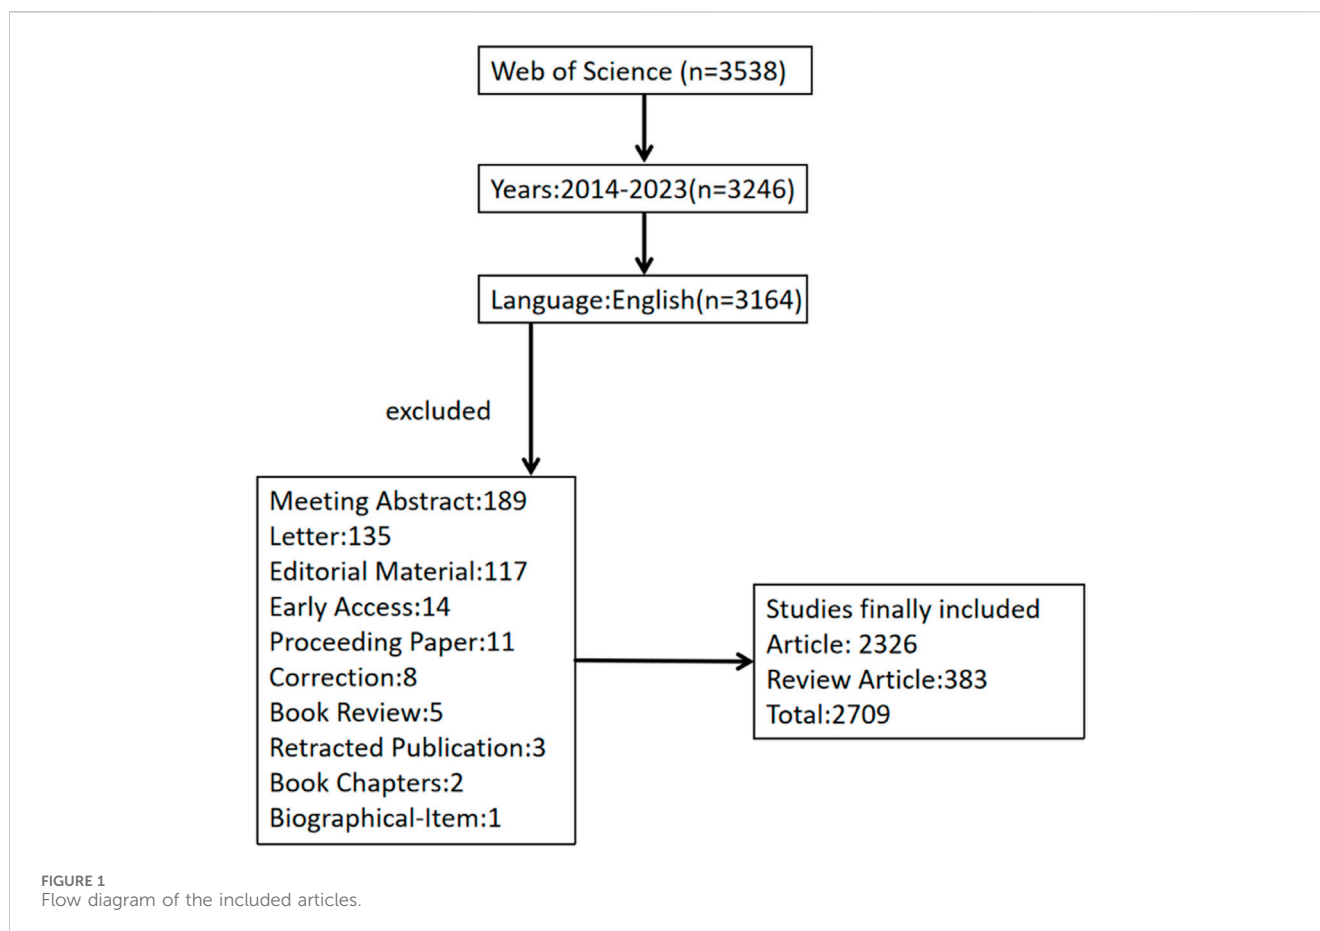 Web of Science (n=3538)
Years:2014-2023(n=3246)
Language:English(n=3164)
excluded
Meeting Abstract:189
Letter:135
Editorial Material:117
Early Access:14
Proceeding Paper:11
Correction:8
Book Review:5
Retracted Publication:3
Book Chapters:2
Biographical-Item:1
Studies finally included
Article: 2326
Review Article:383
Total:2709
FIGURE 1
Flow diagram of the included articles.